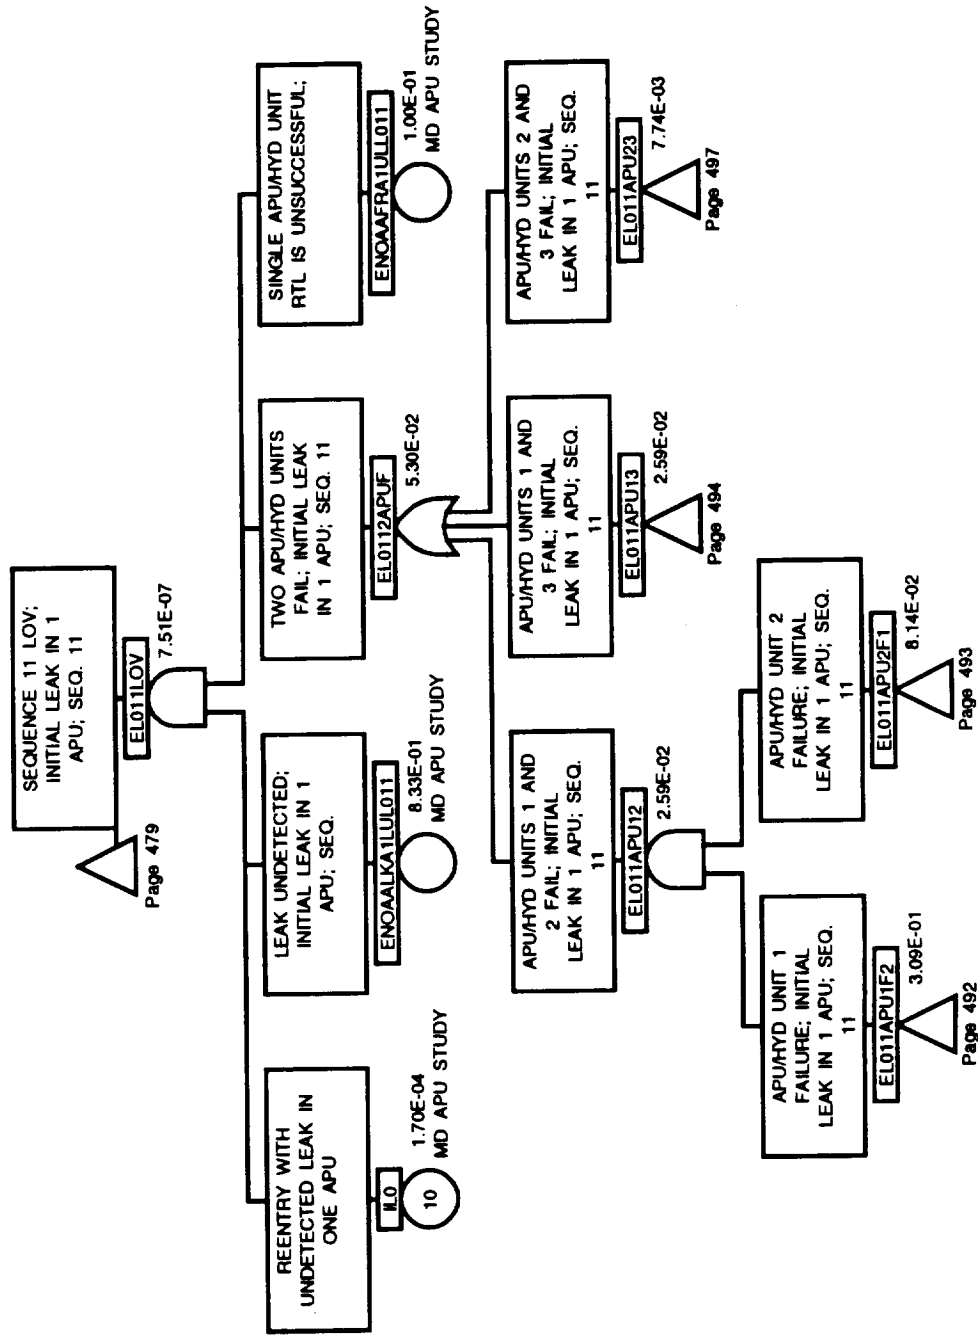 SEQUENCE 11 LOV;
INITIAL LEAK IN 1
APU; SEQ. 11
EL011LOV
7.51E-07
Page 479
REENTRY WITH
UNDETECTED LEAK IN
ONE APU
10
1.70E-04
MD APU STUDY
LEAK UNDETECTED;
INITIAL LEAK IN 1
APU; SEQ.
ENOAALKA1LUL011
8.33E-01
MD APU STUDY
TWO APU/HYD UNITS
FAIL; INITIAL LEAK
IN 1 APU; SEQ. 11
EL0112APUF
5.30E-02
SINGLE APU/HYD UNIT
RTL IS UNSUCCESSFUL;
ENOAAFRA1ULL011
1.00E-01
MD APU STUDY
APU/HYD UNITS 1 AND
2 FAIL; INITIAL
LEAK IN 1 APU; SEQ.
11
EL011APU12
2.59E-02
APU/HYD UNITS 1 AND
3 FAIL; INITIAL
LEAK IN 1 APU; SEQ.
11
EL011APU13
2.59E-02
Page 494
APU/HYD UNITS 2 AND
3 FAIL; INITIAL
LEAK IN 1 APU; SEQ.
11
EL011APU23
7.74E-03
Page 497
APU/HYD UNIT 1
FAILURE; INITIAL
LEAK IN 1 APU; SEQ.
11
EL011APU1F2
3.09E-01
Page 492
APU/HYD UNIT 2
FAILURE; INITIAL
LEAK IN 1 APU; SEQ.
11
EL011APU2F1
8.14E-02
Page 493